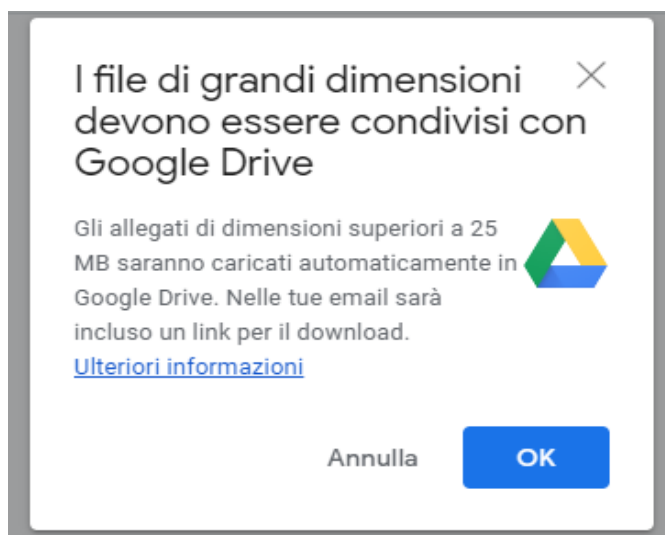 I file di grandi dimensioni
devono essere condivisi con
Google Drive
Gli allegati di dimensioni superiori a 25
MB saranno caricati automaticamente in
Google Drive. Nelle tue email sarà
incluso un link per il download.
Ulteriori informazioni
Annulla
OK